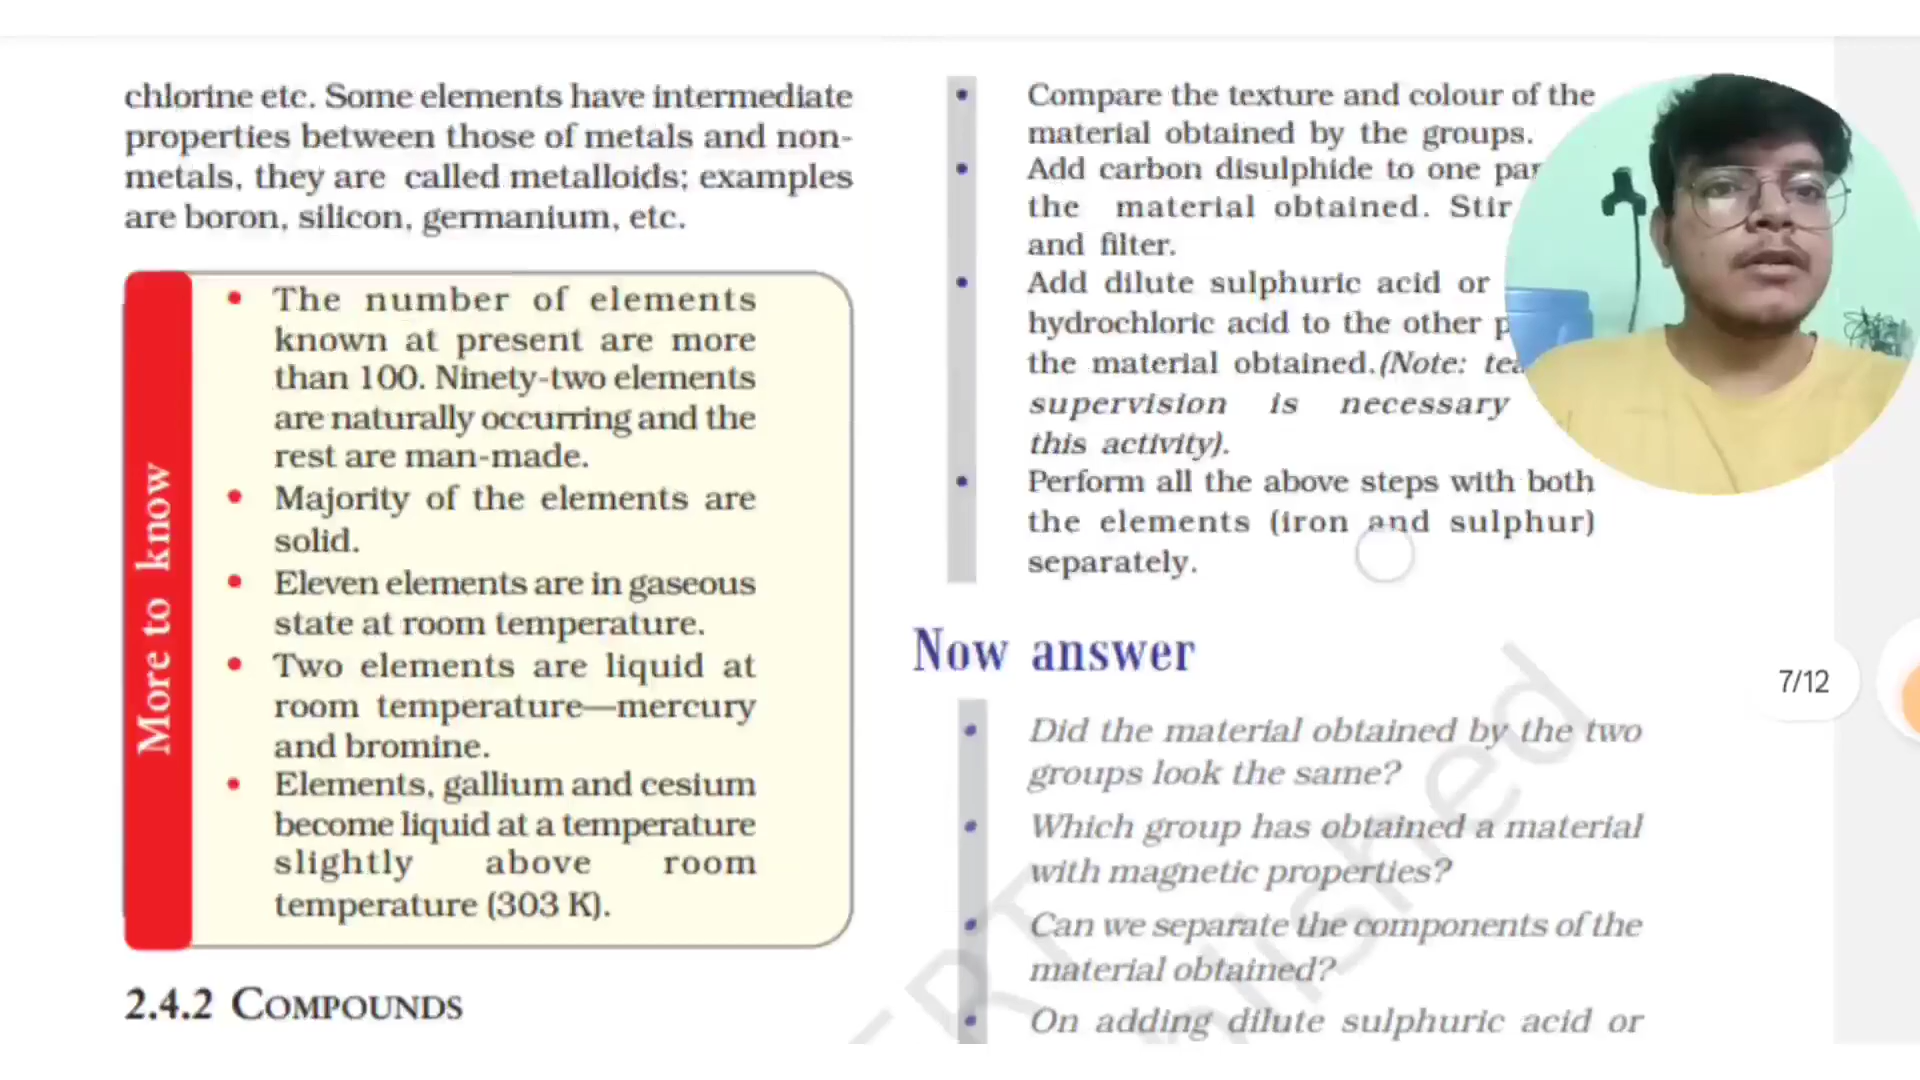 chlorine etc. Some elements have intermediate
properties between those of metals and non-
metals, they are called metalloids; examples
are boron, silicon, germanium, etc.
More to know
• The number of elements
known at present are more
than 100. Ninety-two elements
are naturally occurring and the
rest are man-made.
• Majority of the elements are
solid.
• Eleven elements are in gaseous
state at room temperature.
• Two elements are liquid at
room temperature—mercury
and bromine.
• Elements, gallium and cesium
become liquid at a temperature
slightly above room
temperature (303 K).
2.4.2 COMPOUNDS
• Compare the texture and colour of the
material obtained by the groups.
• Add carbon disulphide to one
the material obtained. Stir
and filter.
• Add dilute sulphuric acid or
hydrochloric acid to the other
the material obtained.(Note:
supervision is necessary
this activity).
• Perform all the above steps with both
the elements (iron and sulphur)
separately.
Now answer
• Did the material obtained by the two
groups look the same?
• Which group has obtained a material
with magnetic properties?
• Can we separate the components of the
material obtained?
• On adding dilute sulphuric acid or
7/12